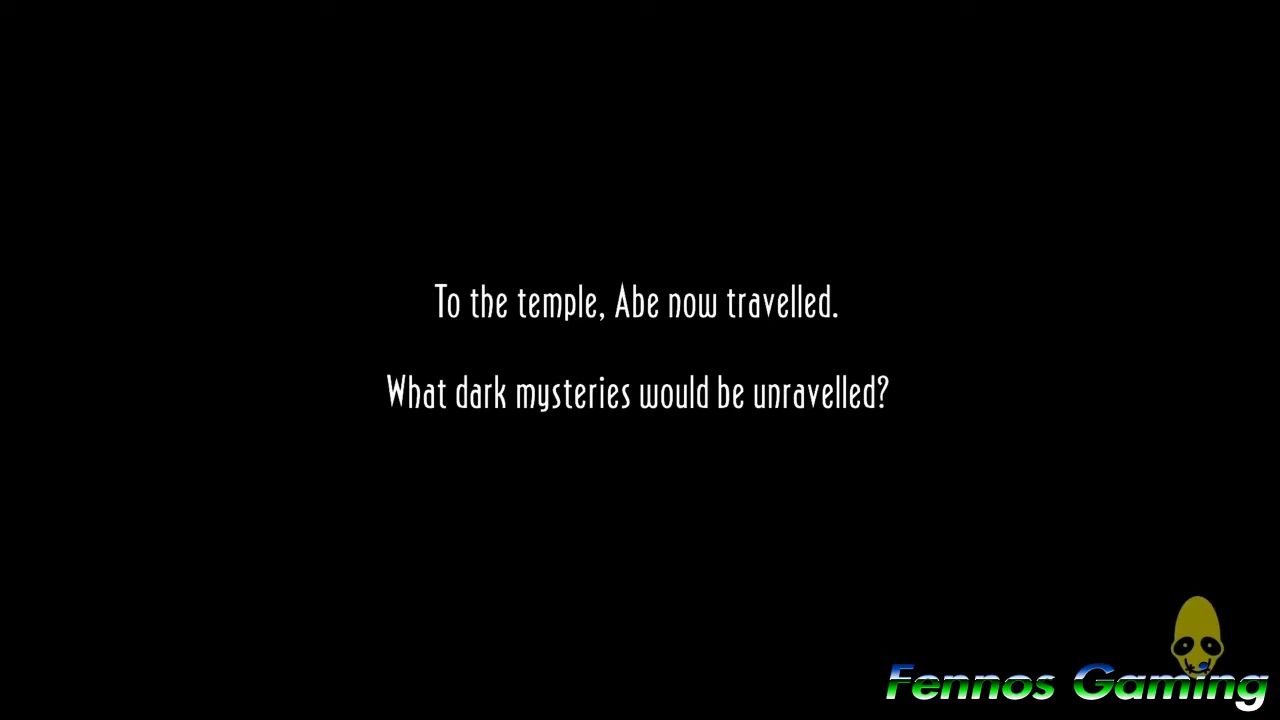 To the temple, Abe now travelled.
What dark mysteries would be unravelled?
Fennos Gaming